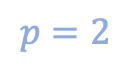 p = 2